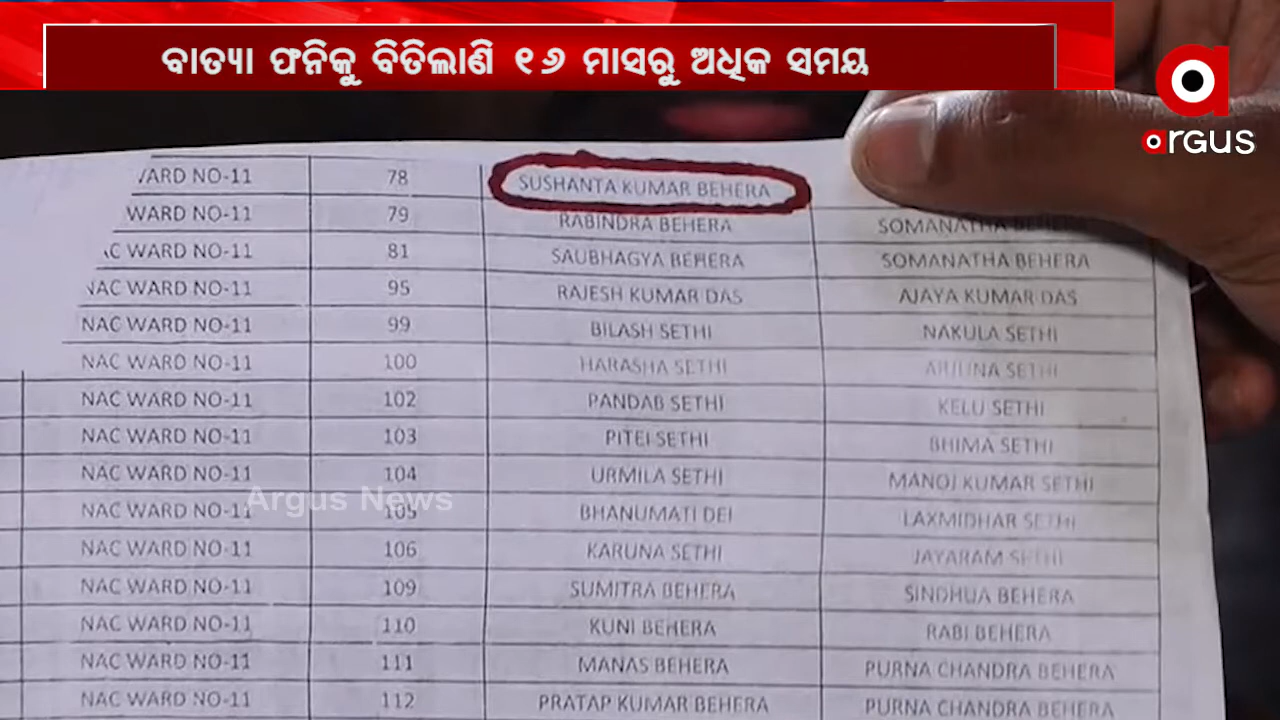 ବାତ୍ୟା ଫନିକୁ ବିତିଲାଣି ୧୬ ମାସରୁ ଅଧିକ ସମୟ
argus
WARD NO-11 78 SUSHANTA KUMAR BEHERA
WARD NO-11 79 RABINDRA BEHERA SOMANATHA BEHERA
AC WARD NO-11 81 SAUBHAGYA BEHERA SOMANATHA BEHERA
NAC WARD NO-11 95 RAJESH KUMAR DAS AJAYA KUMAR DAS
NAC WARD NO-11 99 BILASH SETHI NAKULA SETHI
NAC WARD NO-11 100 HARASHA SETHI ARJUNA SETHI
NAC WARD NO-11 102 PANDAB SETHI KELU SETHI
NAC WARD NO-11 103 PITEI SETHI BHIMA SETHI
NAC WARD NO-11 104 URMILA SETHI MANOJ KUMAR SETHI
Argus News
NAC WARD NO-11 105 BHANUMATI DEI LAXMIDHAR SETHI
NAC WARD NO-11 106 KARUNA SETHI JAYARAM SETHI
NAC WARD NO-11 109 SUMITRA BEHERA SINDHUA BEHERA
NAC WARD NO-11 110 KUNI BEHERA RABI BEHERA
NAC WARD NO-11 111 MANAS BEHERA PURNA CHANDRA BEHERA
NAC WARD NO-11 112 PRATAP KUMAR BEHERA PURNA CHANDRA BEHERA